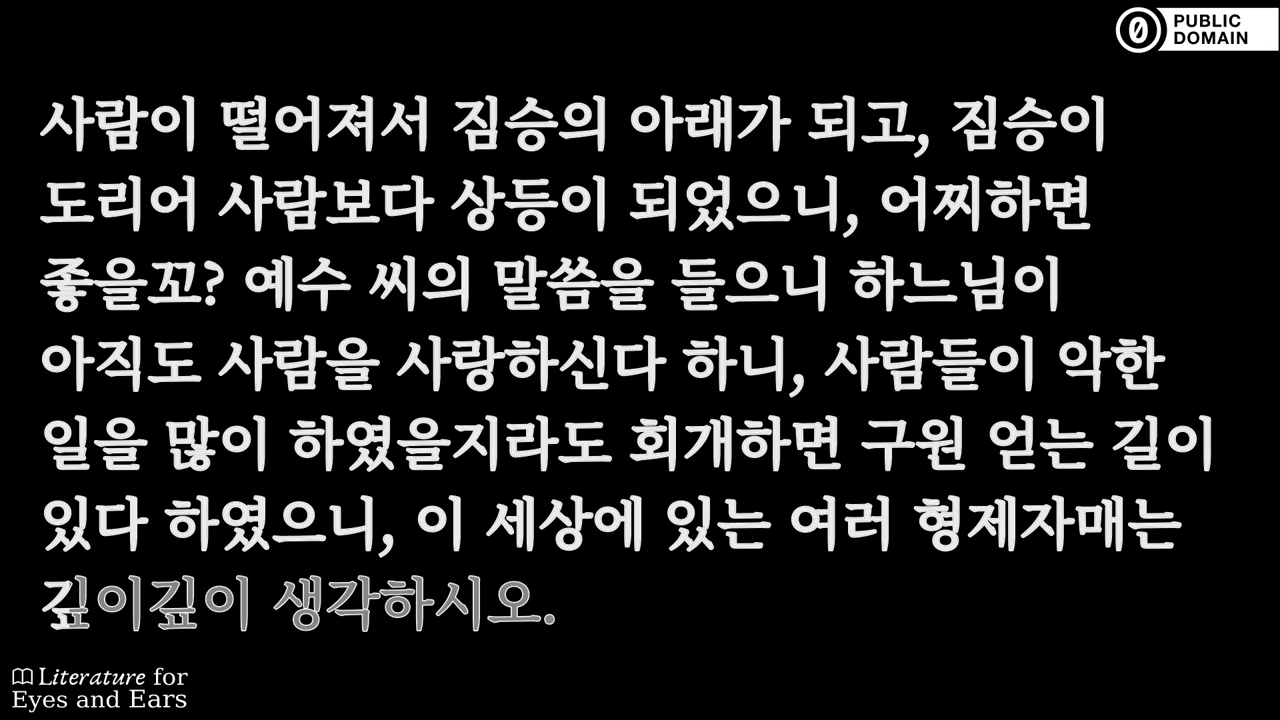 PUBLIC
DOMAIN
사람이 떨어져서 짐승의 아래가 되고, 짐승이
도리어 사람보다 상등이 되었으니, 어찌하면
좋을꼬? 예수 씨의 말씀을 들으니 하느님이
아직도 사람을 사랑하신다 하니, 사람들이 악한
일을 많이 하였을지라도 회개하면 구원 얻는 길이
있다 하였으니, 이 세상에 있는 여러 형제자매는
깊이깊이 생각하시오.
Literature for
Eyes and Ears